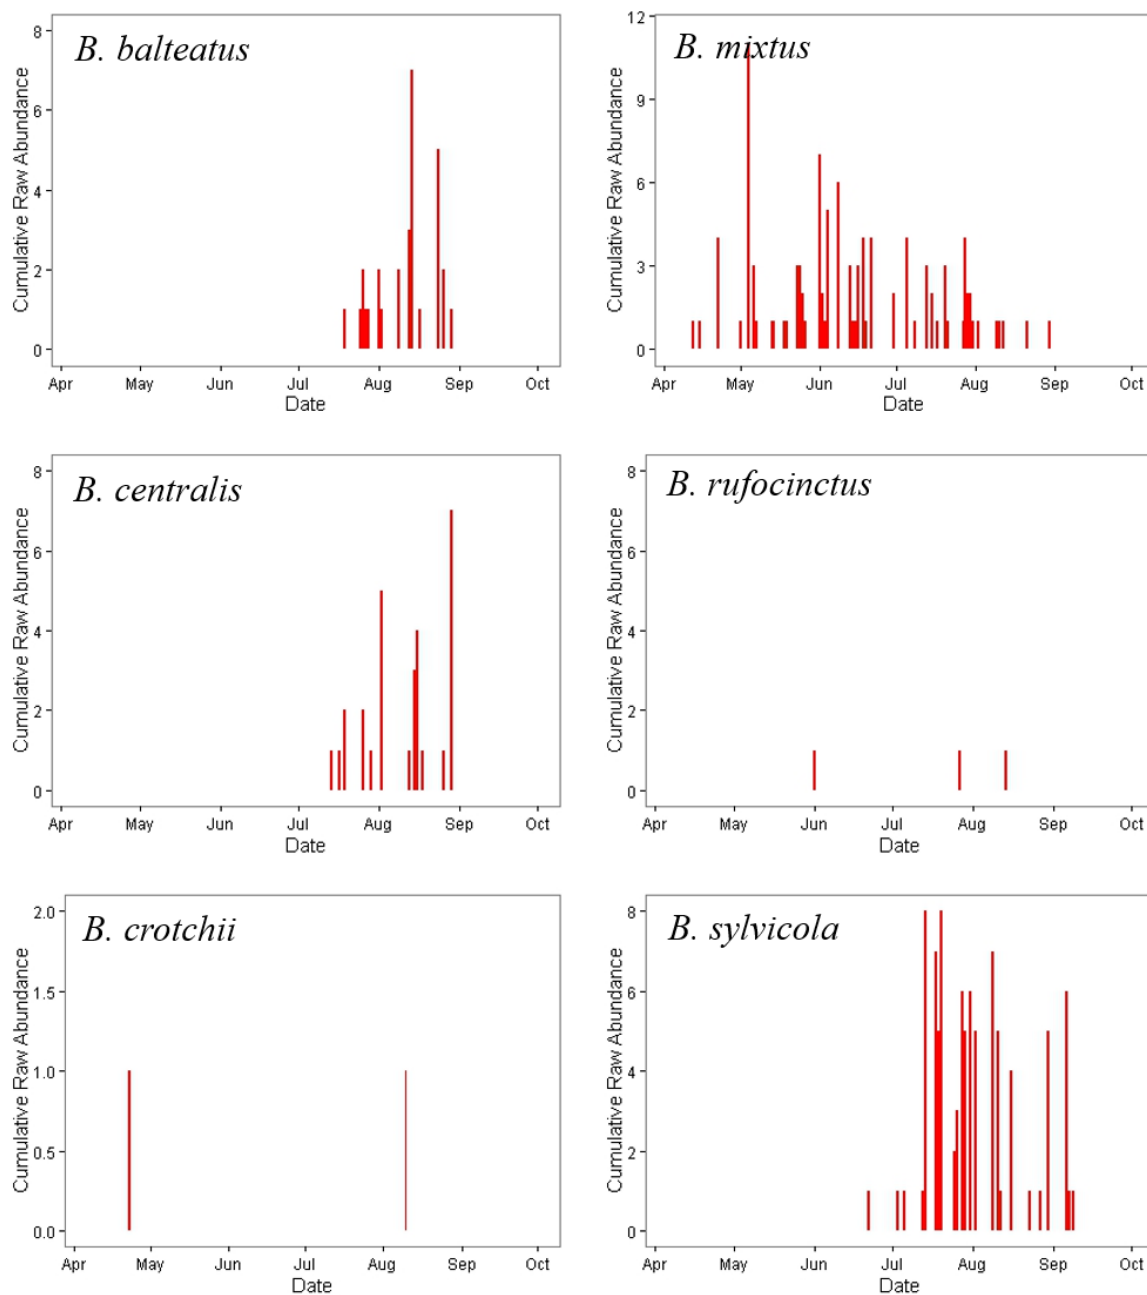 B. balteatus
Cumulative Raw Abundance
8
6
4
2
0
Apr May Jun Jul Aug Sep Oct
Date
B. mixtus
Cumulative Raw Abundance
12
9
6
3
0
Apr May Jun Jul Aug Sep Oct
Date
B. centralis
Cumulative Raw Abundance
8
6
4
2
0
Apr May Jun Jul Aug Sep Oct
Date
B. rufocinctus
Cumulative Raw Abundance
8
6
4
2
0
Apr May Jun Jul Aug Sep Oct
Date
B. crotchii
Cumulative Raw Abundance
2.0
1.5
1.0
0.5
0.0
Apr May Jun Jul Aug Sep Oct
Date
B. sylvicola
Cumulative Raw Abundance
8
6
4
2
0
Apr May Jun Jul Aug Sep Oct
Date